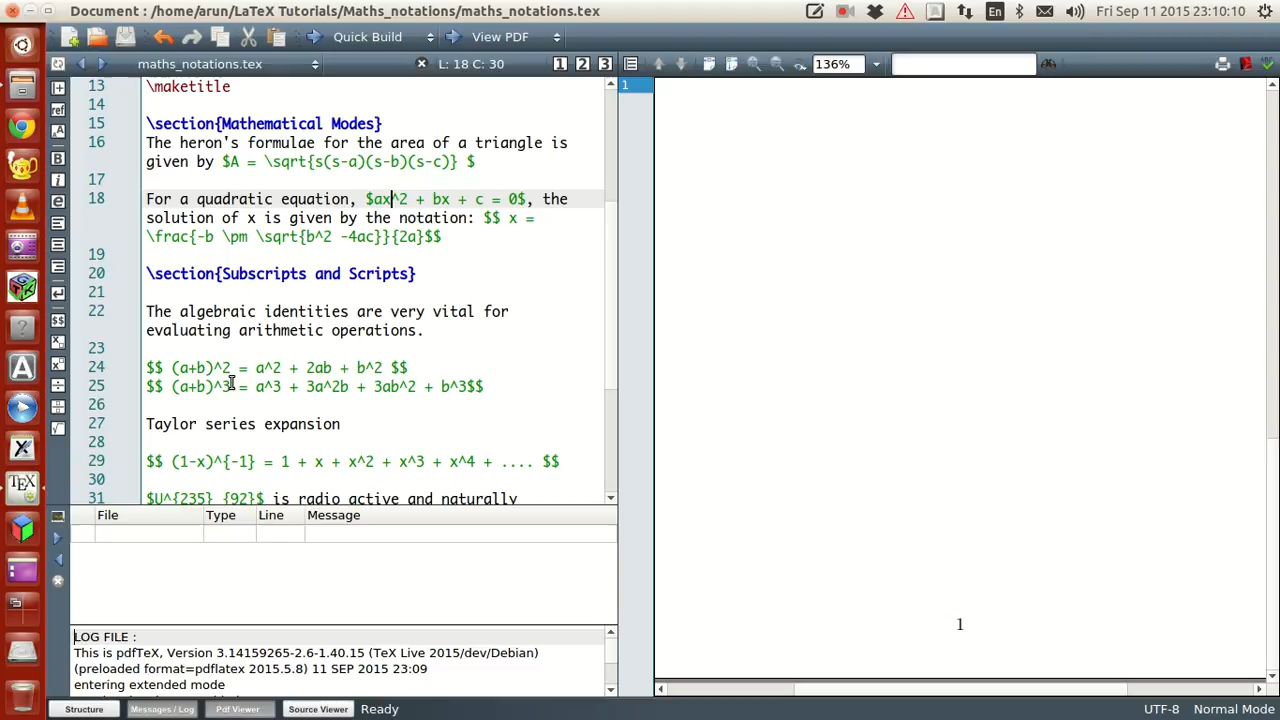 Document : /home/arun/LaTeX Tutorials/Maths_notations/maths_notations.tex
En
Fri Sep 11 2015 23:10:10
Quick Build
View PDF
maths_notations.tex
L: 18 C: 30
1 2 3
136%
13 \maketitle
14
15 \section{Mathematical Modes}
16 The heron's formulae for the area of a triangle is
given by $A = \sqrt{s(s-a)(s-b)(s-c)} $
17
18 For a quadratic equation, $ax^2 + bx + c = 0$, the
solution of x is given by the notation: $$ x =
\frac{-b \pm \sqrt{b^2 -4ac}}{2a}$$
19
20 \section{Subscripts and Scripts}
21
22 The algebraic identities are very vital for
evaluating arithmetic operations.
23
24 $$ (a+b)^2 = a^2 + 2ab + b^2 $$
25 $$ (a+b)^3 = a^3 + 3a^2b + 3ab^2 + b^3$$
26
27 Taylor series expansion
28
29 $$ (1-x)^{-1} = 1 + x + x^2 + x^3 + x^4 + .... $$
30
31 $U^{235}_{92}$ is radio active and naturally
ref
$$
1
1
File Type Line Message
LOG FILE :
This is pdfTeX, Version 3.14159265-2.6-1.40.15 (TeX Live 2015/dev/Debian)
(preloaded format=pdflatex 2015.5.8) 11 SEP 2015 23:09
entering extended mode
Structure
Messages / Log
Pdf Viewer
Source Viewer
Ready
UTF-8
Normal Mode